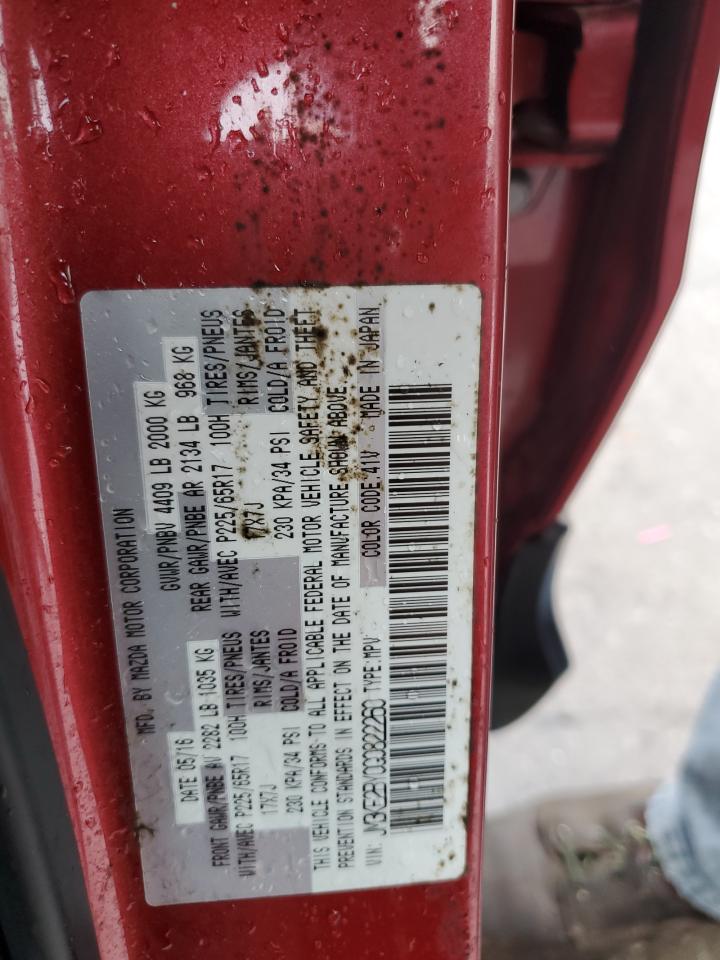 MFD. BY MAZDA MOTOR CORPORATION
DATE 05/16 GVWR/PNBV 4409 LB 2000 KG
FRONT GAWR/PNBE AV 2282 LB 1035 KG REAR GAWR/PNBE AR 2134 LB 968 KG
WITH/AVEC P225/65R17 100H TIRES/PNEUS WITH/AVEC P225/65R17 100H TIRES/PNEUS
17X7J RIMS/JANTES 17X7J RIMS/JANTES
230 KPA/34 PSI COLD/A FROID 230 KPA/34 PSI COLD/A FROID
THIS VEHICLE CONFORMS TO ALL APPLICABLE FEDERAL MOTOR VEHICLE SAFETY AND THEFT
PREVENTION STANDARDS IN EFFECT ON THE DATE OF MANUFACTURE SHOWN ABOVE.
VIN: JM3KE2BY0G0822260 TYPE:MPV COLOR CODE:41V MADE IN JAPAN